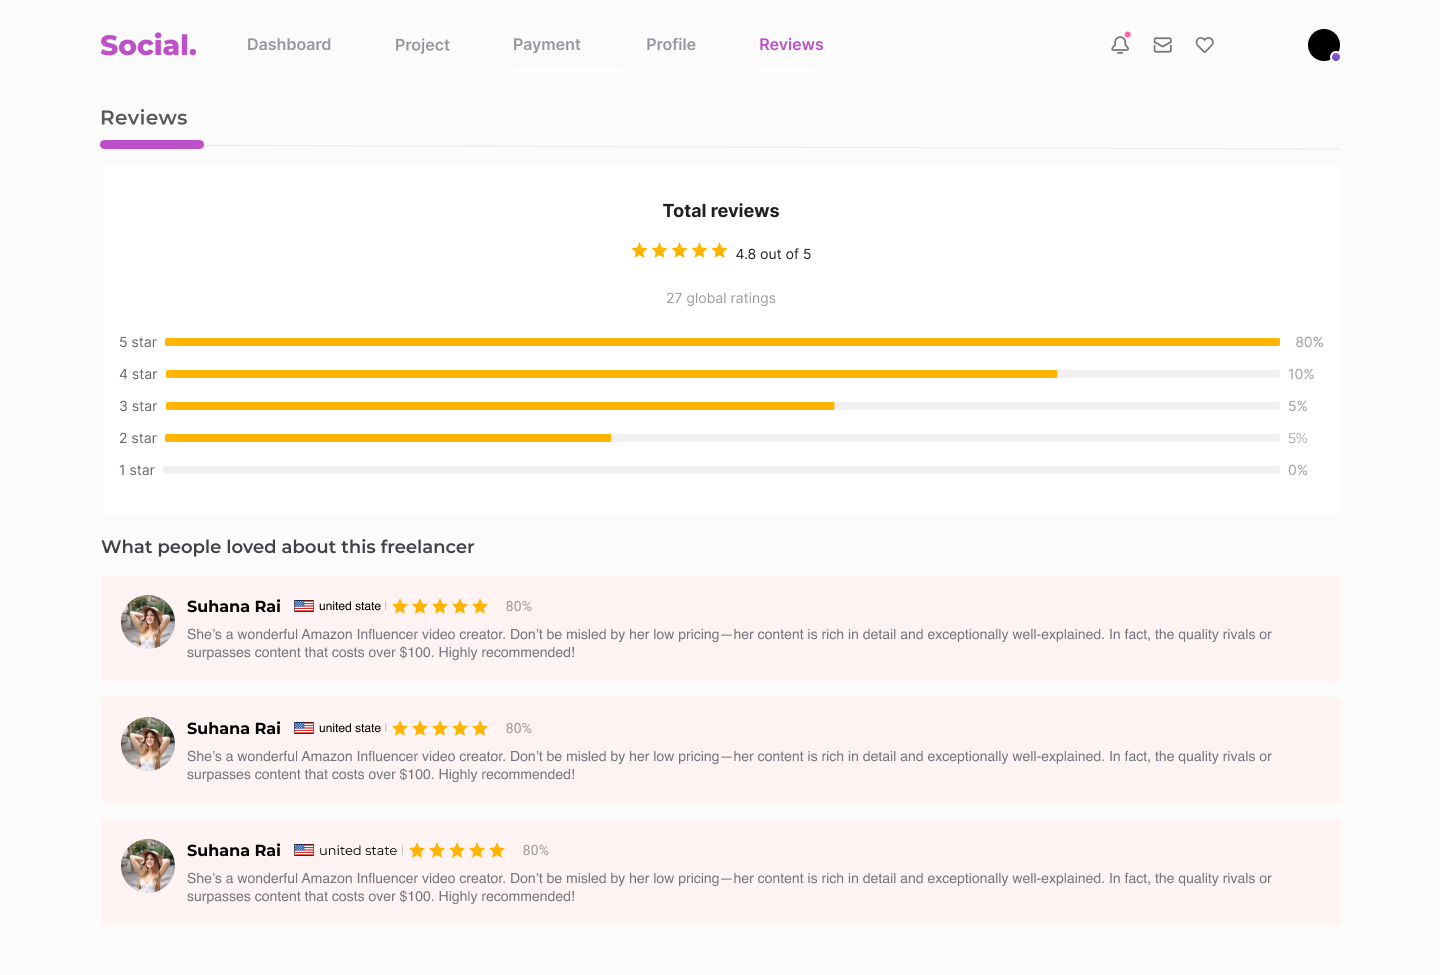 Social.
Dashboard
Project
Payment
Profile
Reviews
Reviews
Total reviews
4.8 out of 5
27 global ratings
5 star 80%
4 star 10%
3 star 5%
2 star 5%
1 star 0%
What people loved about this freelancer
Suhana Rai united state | 80%
She’s a wonderful Amazon Influencer video creator. Don’t be misled by her low pricing—her content is rich in detail and exceptionally well-explained. In fact, the quality rivals or
surpasses content that costs over $100. Highly recommended!
Suhana Rai united state | 80%
She’s a wonderful Amazon Influencer video creator. Don’t be misled by her low pricing—her content is rich in detail and exceptionally well-explained. In fact, the quality rivals or
surpasses content that costs over $100. Highly recommended!
Suhana Rai united state | 80%
She’s a wonderful Amazon Influencer video creator. Don’t be misled by her low pricing—her content is rich in detail and exceptionally well-explained. In fact, the quality rivals or
surpasses content that costs over $100. Highly recommended!